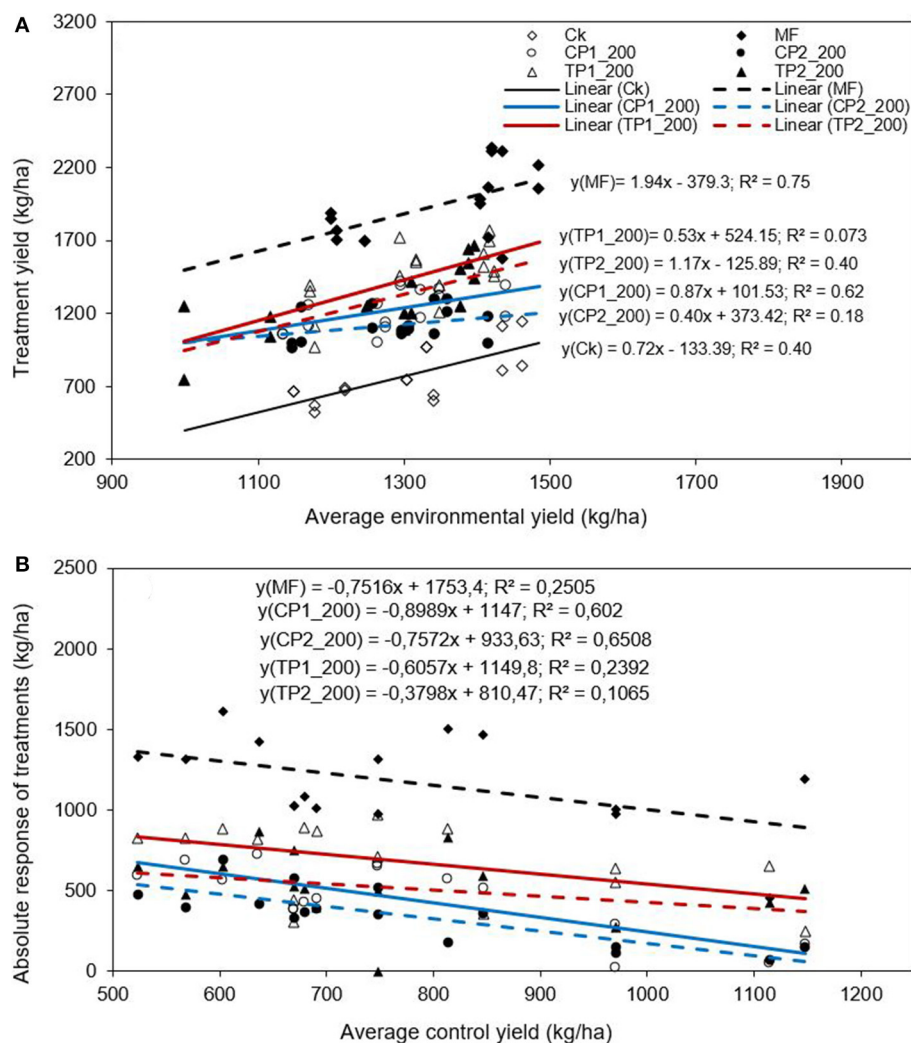 A
3200
2700
2200
1700
1200
700
200
Treatment yield (kg/ha)
Ck MF
CP1_200 CP2_200
TP1_200 TP2_200
Linear (Ck) Linear (MF)
Linear (CP1_200) Linear (CP2_200)
Linear (TP1_200) Linear (TP2_200)
y(MF)= 1.94x - 379.3; R² = 0.75
y(TP1_200)= 0.53x + 524.15; R² = 0.073
y(TP2_200) = 1.17x - 125.89; R² = 0.40
y(CP1_200) = 0.87x + 101.53; R² = 0.62
y(CP2_200) = 0.40x + 373.42; R² = 0.18
y(Ck) = 0.72x - 133.39; R² = 0.40
900 1100 1300 1500 1700 1900
Average environmental yield (kg/ha)
B
2500
2000
1500
1000
500
0
Absolute response of treatments (kg/ha)
y(MF) = -0,7516x + 1753,4; R² = 0,2505
y(CP1_200) = -0,8989x + 1147; R² = 0,602
y(CP2_200) = -0,7572x + 933,63; R² = 0,6508
y(TP1_200) = -0,6057x + 1149,8; R² = 0,2392
y(TP2_200) = -0,3798x + 810,47; R² = 0,1065
500 600 700 800 900 1000 1100 1200
Average control yield (kg/ha)